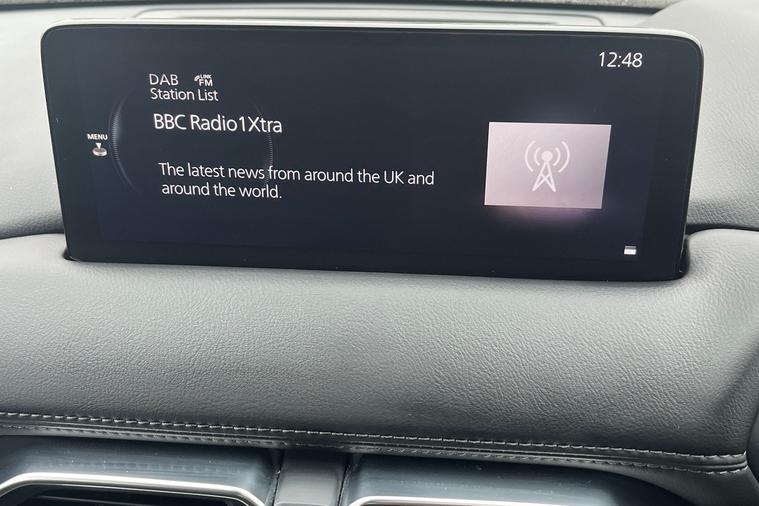 12:48
DAB LINK FM
Station List
BBC Radio1Xtra
MENU
The latest news from around the UK and
around the world.